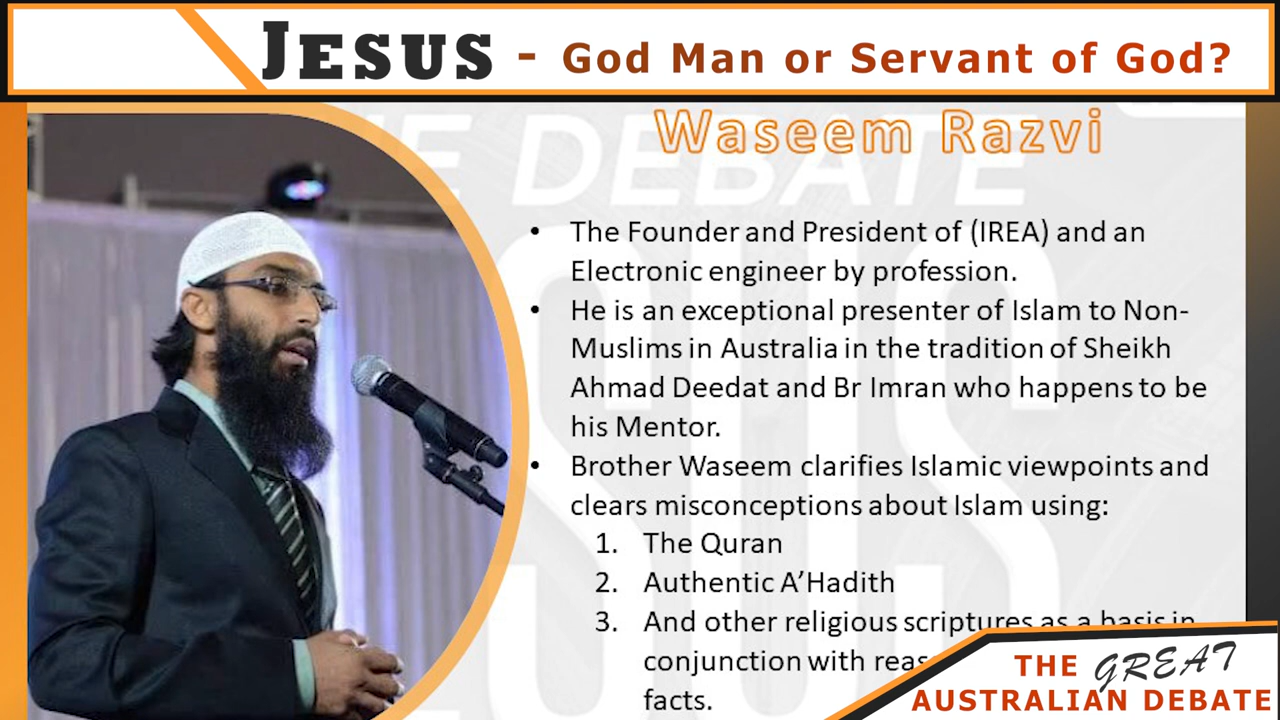 JESUS - God Man or Servant of God?
Waseem Razvi
THE DEBATE
• The Founder and President of (IREA) and an
Electronic engineer by profession.
• He is an exceptional presenter of Islam to Non-
Muslims in Australia in the tradition of Sheikh
Ahmad Deedat and Br Imran who happens to be
his Mentor.
• Brother Waseem clarifies Islamic viewpoints and
clears misconceptions about Islam using:
1. The Quran
2. Authentic A’Hadith
3. And other religious scriptures as a basis in
conjunction with
facts.
THE GREAT
AUSTRALIAN DEBATE